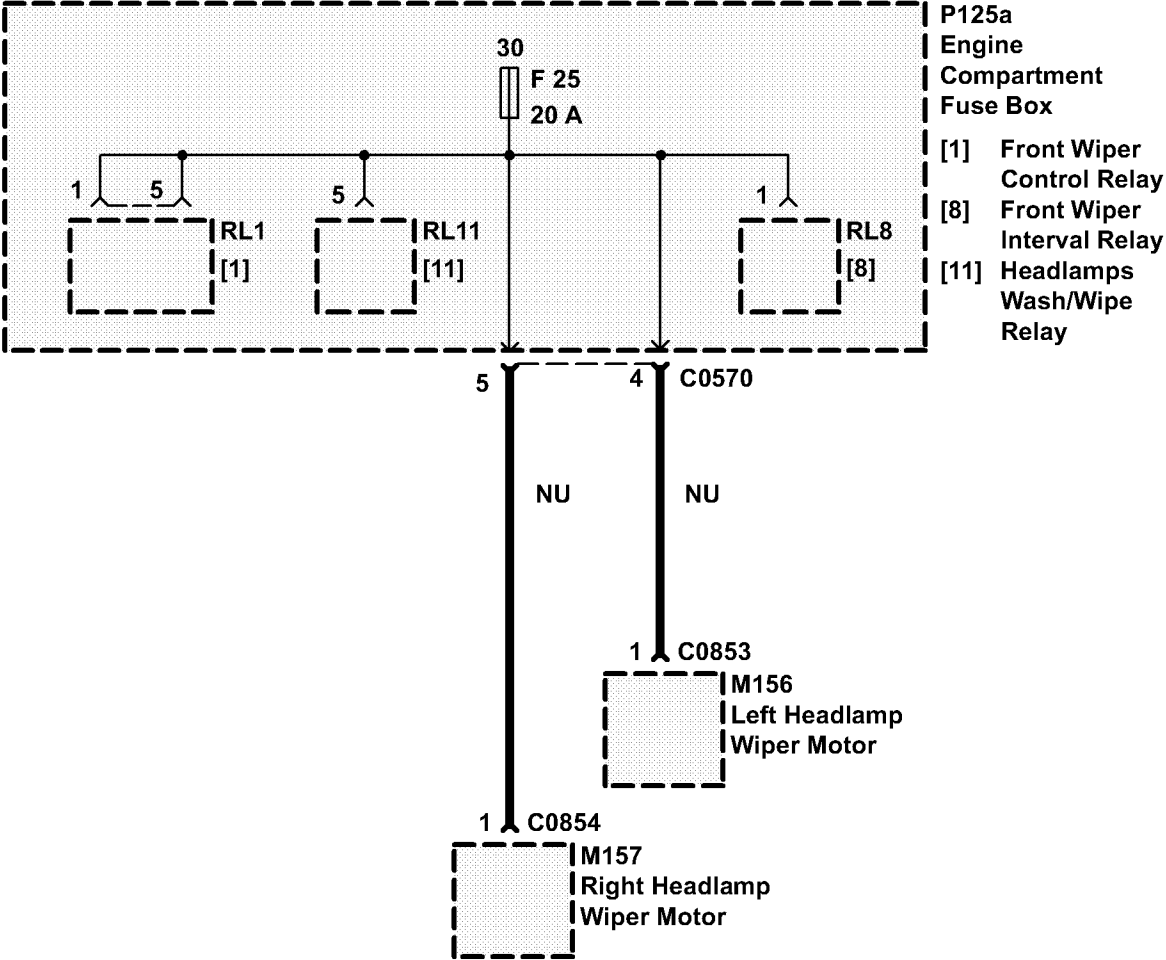 P125a
Engine
Compartment
Fuse Box
[1] Front Wiper
Control Relay
[8] Front Wiper
Interval Relay
[11] Headlamps
Wash/Wipe
Relay
30
F 25
20 A
1
5
5
1
RL1
[1]
RL11
[11]
RL8
[8]
5
4
C0570
NU
NU
1
C0853
M156
Left Headlamp
Wiper Motor
1
C0854
M157
Right Headlamp
Wiper Motor